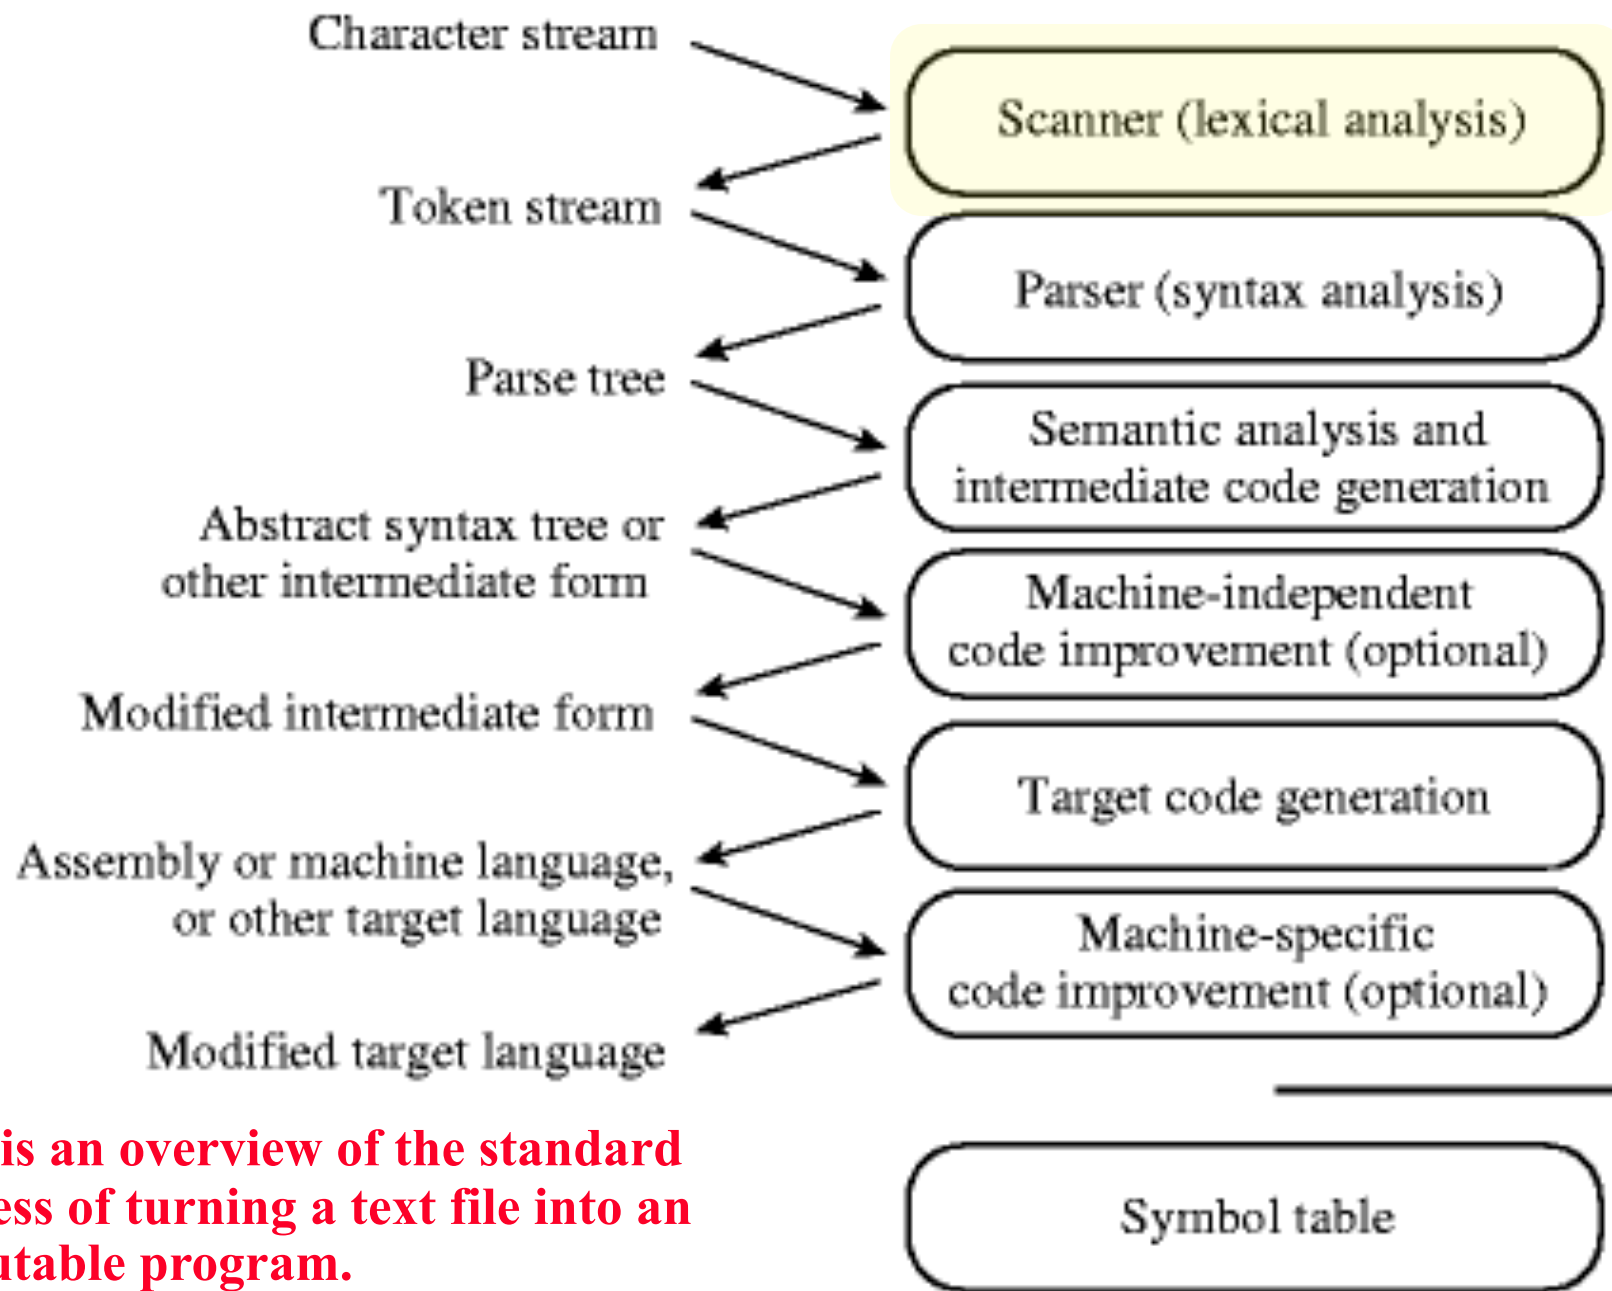 Character stream
Scanner (lexical analysis)
Token stream
Parser (syntax analysis)
Parse tree
Semantic analysis and
intermediate code generation
Abstract syntax tree or
other intermediate form
Machine-independent
code improvement (optional)
Modified intermediate form
Target code generation
Assembly or machine language,
or other target language
Machine-specific
code improvement (optional)
Modified target language
is an overview of the standard
ess of turning a text file into an
utable program.
Symbol table